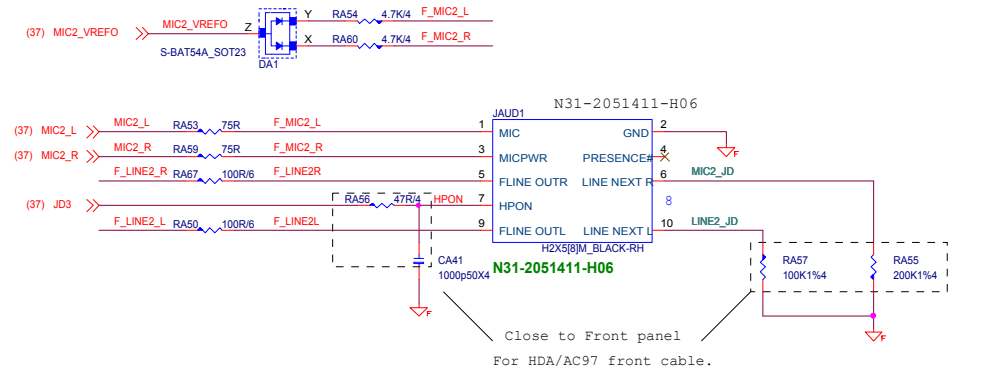 Y RA54 4.7K/4 F_MIC2_L
(37) MIC2_VREFO MIC2_VREFO Z
X RA60 4.7K/4 F_MIC2_R
S-BAT54A_SOT23
DA1
N31-2051411-H06
JAUD1
(37) MIC2_L MIC2_L RA53 75R F_MIC2_L 1 MIC GND 2
F
(37) MIC2_R MIC2_R RA59 75R F_MIC2_R 3 MICPWR PRESENCE# 4
F_LINE2_R RA67 100R/6 F_LINE2R 5 FLINE OUTR LINE NEXT R 6 MIC2_JD
(37) JD3 RA56 47R/4 HPON 7 HPON 8
F_LINE2_L RA50 100R/6 F_LINE2L 9 FLINE OUTL LINE NEXT L 10 LINE2_JD
H2X5[8]M_BLACK-RH
N31-2051411-H06
CA41
1000p50X4
F
RA57
100K1%4
RA55
200K1%4
F
Close to Front panel
For HDA/AC97 front cable.